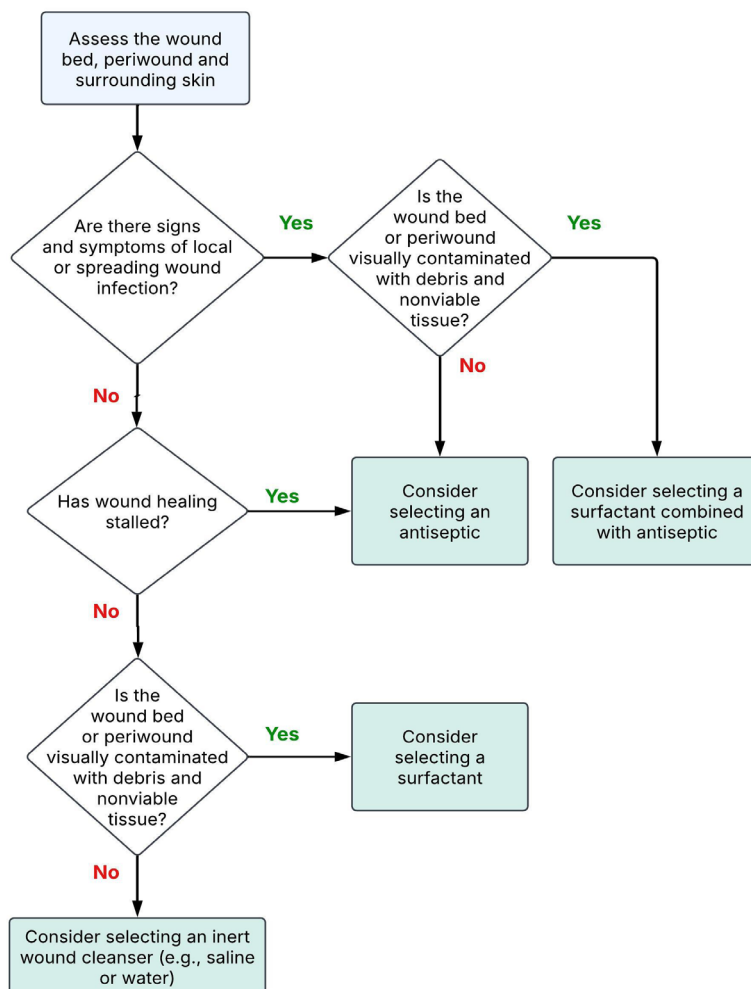 Assess the wound
bed, periwound and
surrounding skin
Are there signs
and symptoms of local
or spreading wound
infection?
Yes
Is the
wound bed
or periwound
visually contaminated
with debris and
nonviable
tissue?
Yes
No
No
Has wound healing
stalled?
Yes
Consider
selecting an
antiseptic
Consider selecting a
surfactant combined
with antiseptic
No
Is the
wound bed
or periwound
visually contaminated
with debris and
nonviable
tissue?
Yes
Consider
selecting a
surfactant
No
Consider selecting an inert
wound cleanser (e.g., saline
or water)